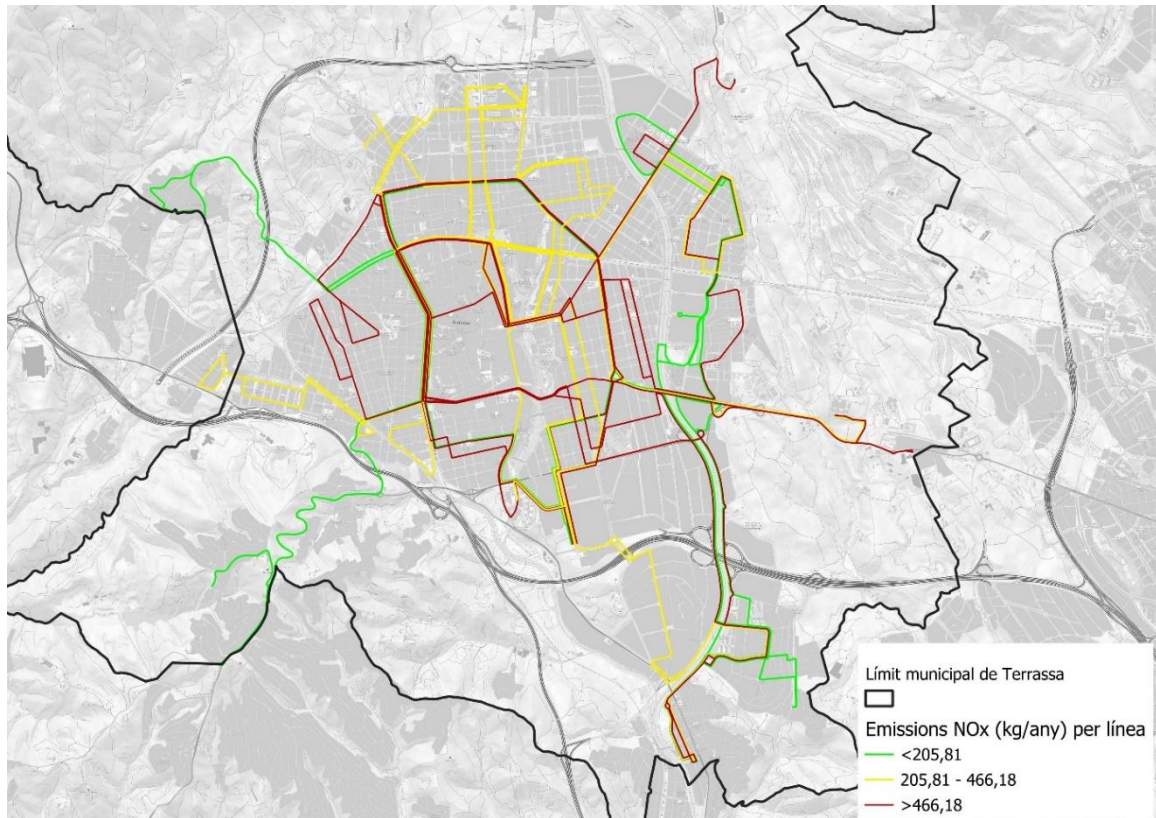 Límit municipal de Terrassa
Emissions NOx (kg/any) per línea
<205,81
205,81 - 466,18
>466,18